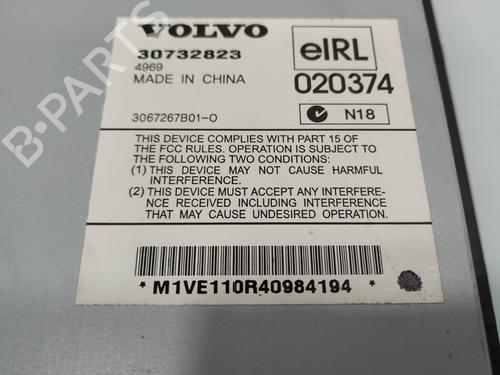 VOLVO
30732823
4969
MADE IN CHINA
3067267B01-O
eIRL
020374
N18
THIS DEVICE COMPLIES WITH PART 15 OF
THE FCC RULES. OPERATION IS SUBJECT TO
THE FOLLOWING TWO CONDITIONS:
(1) THIS DEVICE MAY NOT CAUSE HARMFUL
INTERFERENCE.
(2) THIS DEVICE MUST ACCEPT ANY INTERFERE-
NCE RECEIVED INCLUDING INTERFERENCE
THAT MAY CAUSE UNDESIRED OPERATION.
* M1VE110R40984194 *
B-PARTS